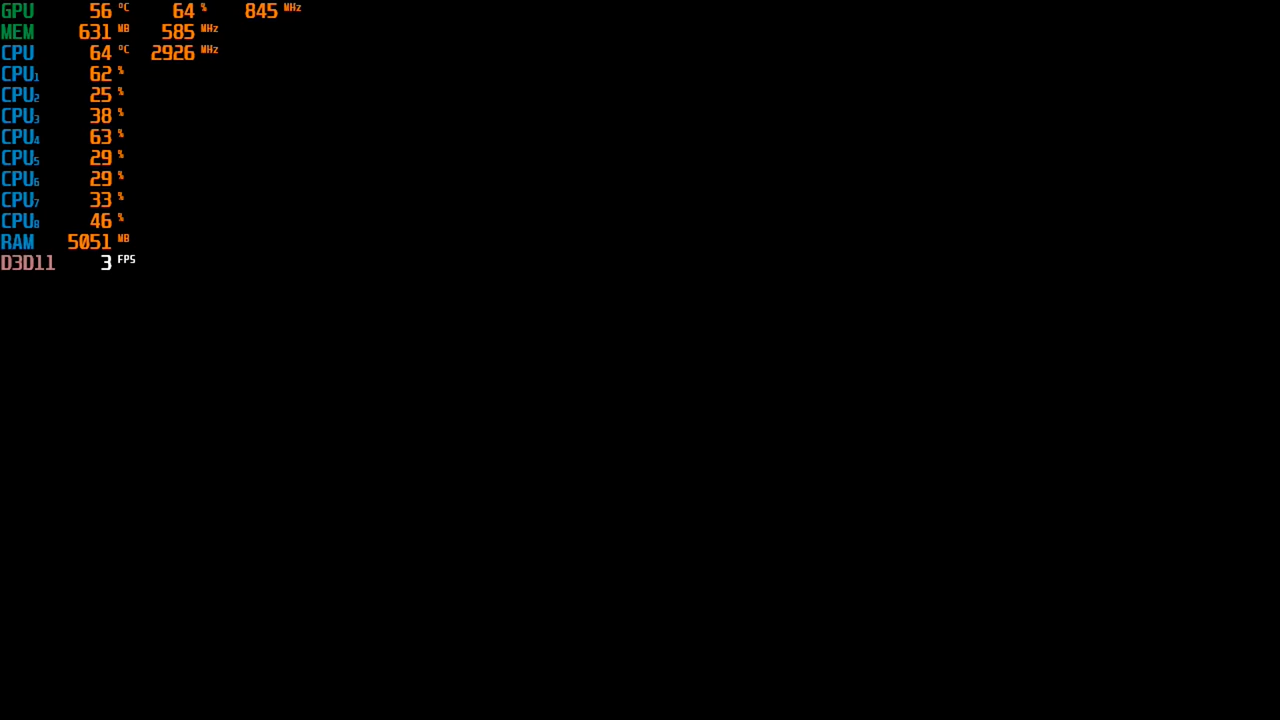 GPU 56 °C 64 % 845 MHz
MEM 631 MB 585 MHz
CPU 64 °C 2926 MHz
CPU1 62 %
CPU2 25 %
CPU3 38 %
CPU4 63 %
CPU5 29 %
CPU6 29 %
CPU7 33 %
CPU8 46 %
RAM 5051 MB
D3D11 3 FPS